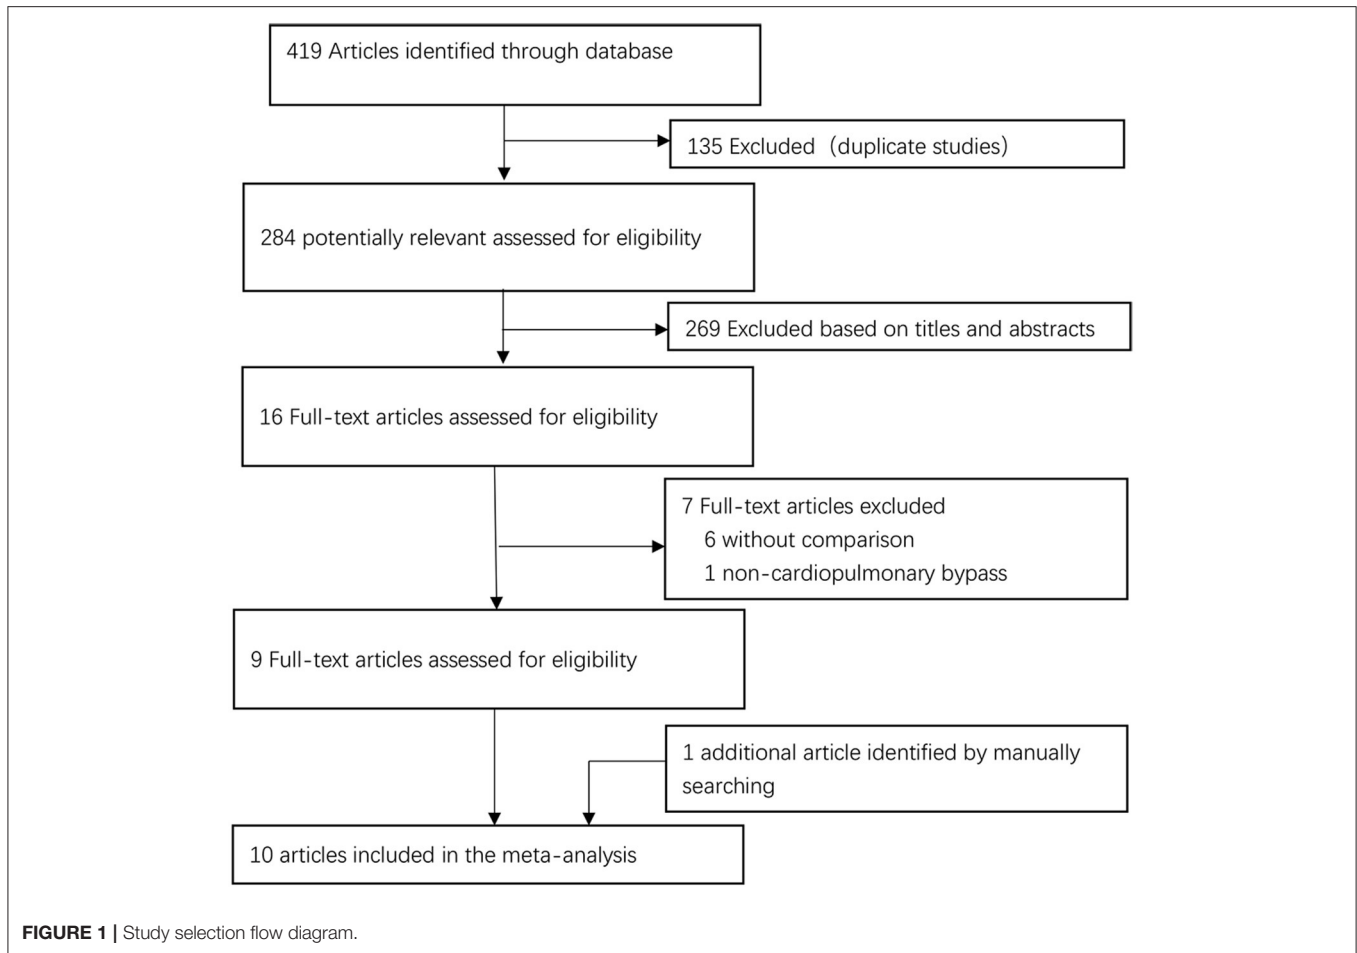 419 Articles identified through database
135 Excluded（duplicate studies）
284 potentially relevant assessed for eligibility
269 Excluded based on titles and abstracts
16 Full-text articles assessed for eligibility
7 Full-text articles excluded
6 without comparison
1 non-cardiopulmonary bypass
9 Full-text articles assessed for eligibility
1 additional article identified by manually
searching
10 articles included in the meta-analysis
FIGURE 1 | Study selection flow diagram.